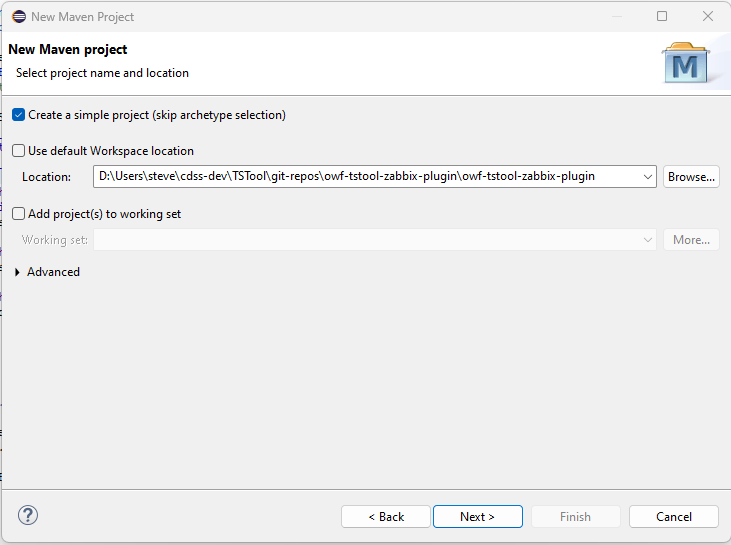 New Maven Project
New Maven project
Select project name and location
M
Create a simple project (skip archetype selection)
Use default Workspace location
Location: D:\Users\steve\cdss-dev\TSTool\git-repos\owf-tstool-zabbix-plugin\owf-tstool-zabbix-plugin Browse...
Add project(s) to working set
Working set: More...
Advanced
? < Back Next > Finish Cancel